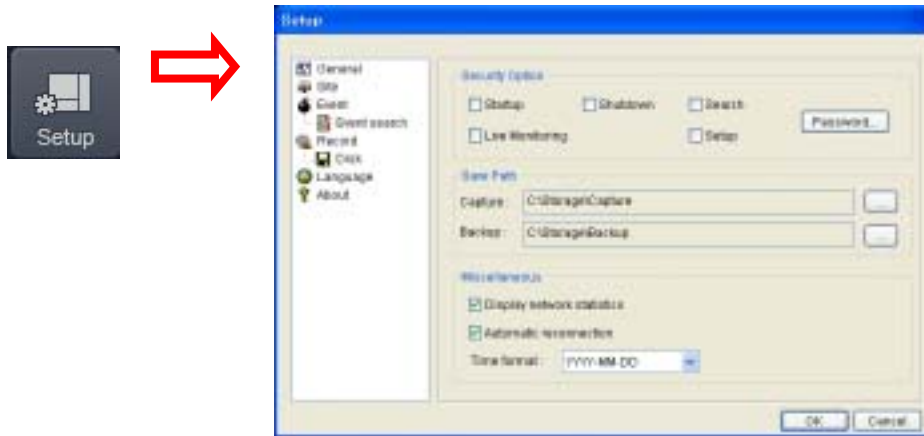 Setup
Setup
General
Site
Event
Event search
Record
Disk
Language
About
Security Option
Startup
Shutdown
Search
Live Monitoring
Setup
Password...
Save Path
Capture :
C:\Storage\Capture
...
Backup :
C:\Storage\Backup
...
Miscellaneous
Display network statistics
Automatic reconnection
Time format :
YYYY-MM-DD
OK
Cancel